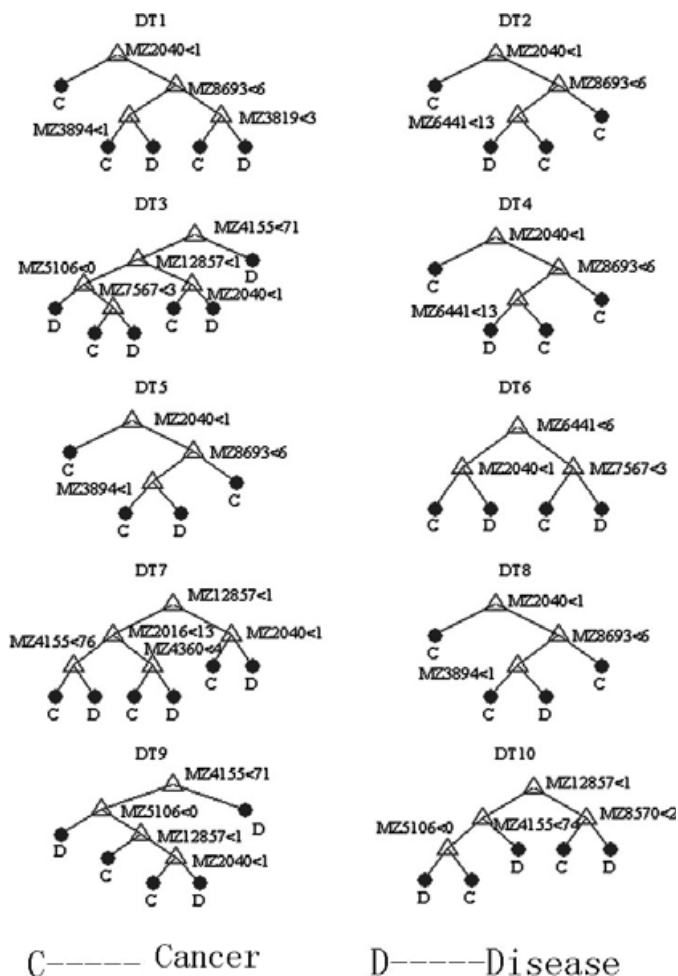 DT1
MZ2040<1
C
MZ8693<6
MZ3894<1
MZ3819<3
C D C D
DT2
MZ2040<1
C
MZ8693<6
MZ6441<13
C
D C
DT3
MZ4155<71
MZ12857<1
D
MZ5106<0
MZ7567<3
MZ2040<1
D
C D
C D
DT4
MZ2040<1
C
MZ8693<6
MZ6441<13
C
D C
DT5
MZ2040<1
C
MZ8693<6
MZ3894<1
C
C D
DT6
MZ6441<6
MZ2040<1
MZ7567<3
C D C D
DT7
MZ12857<1
MZ2016<13
MZ2040<1
MZ4155<76
MZ4360<4
C D
C D C D
DT8
MZ2040<1
C
MZ8693<6
MZ3894<1
C
C D
DT9
MZ4155<71
MZ5106<0
D
D
MZ12857<1
C
MZ2040<1
C D
DT10
MZ12857<1
MZ4155<74
MZ8570<2
MZ5106<0
D
C D
D C
C----- Cancer
D-----Disease